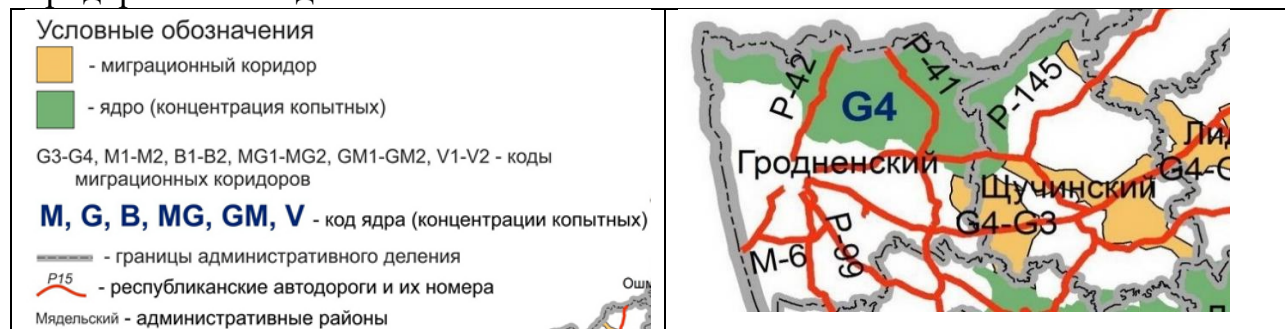 Условные обозначения
- миграционный коридор
- ядро (концентрация копытных)
G3-G4, M1-M2, B1-B2, MG1-MG2, GM1-GM2, V1-V2 - коды
миграционных коридоров
M, G, B, MG, GM, V - код ядра (концентрации копытных)
- границы административного деления
P15 - республиканские автодороги и их номера
Мядельский - административные районы
Р-42
Р-41
Р-145
G4
Гродненский
Щучинский
G4-G3
М-6
Р-99